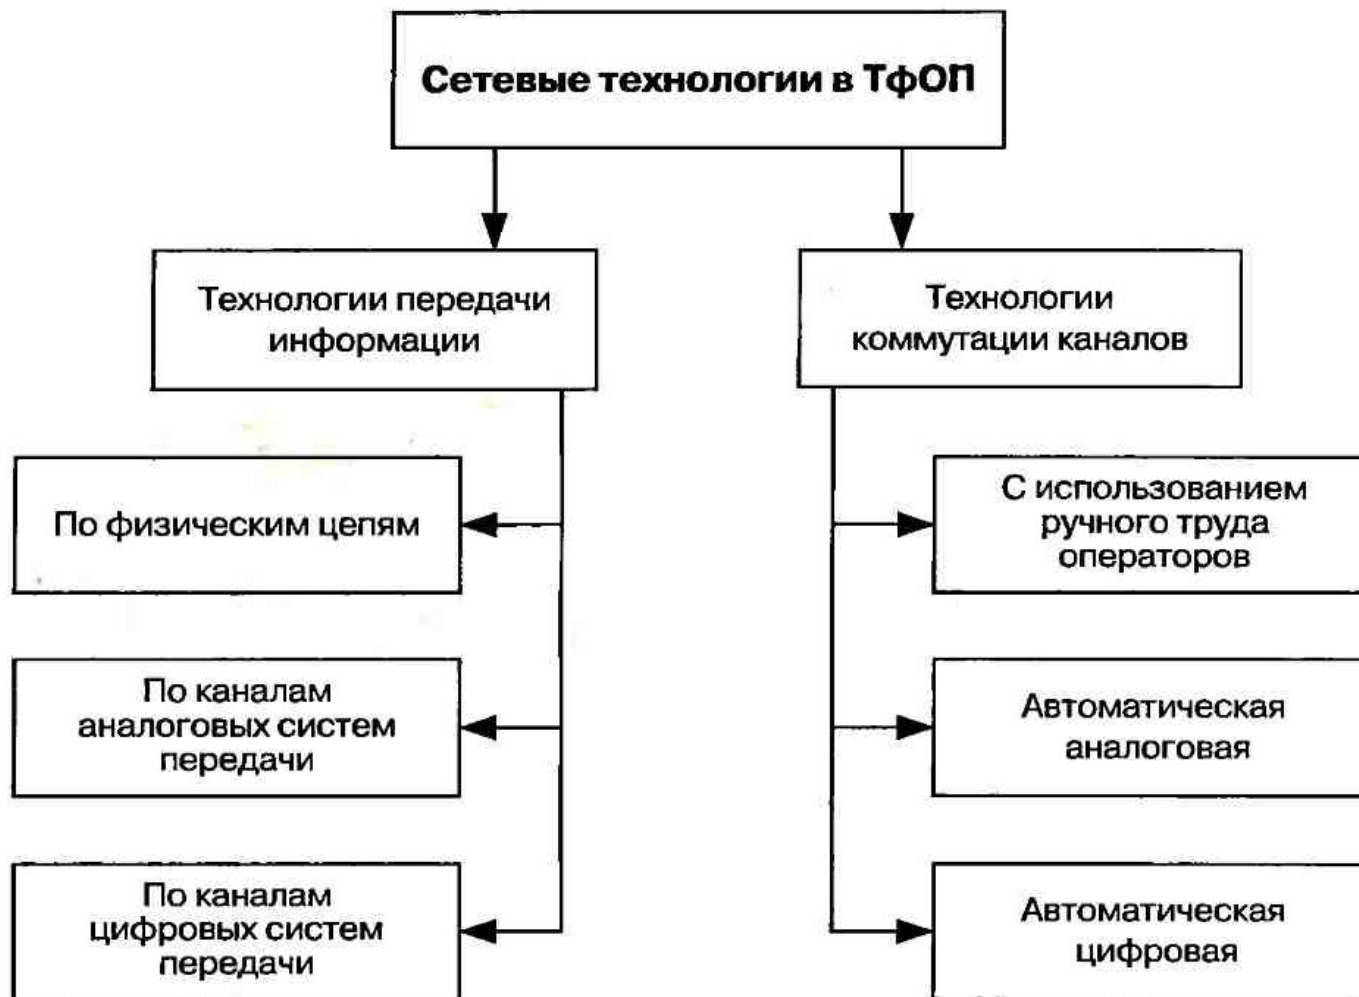 Сетевые технологии в ТфОП
Технологии передачи
информации
Технологии
коммутации каналов
По физическим цепям
С использованием
ручного труда
операторов
По каналам
аналоговых систем
передачи
Автоматическая
аналоговая
По каналам
цифровых систем
передачи
Автоматическая
цифровая